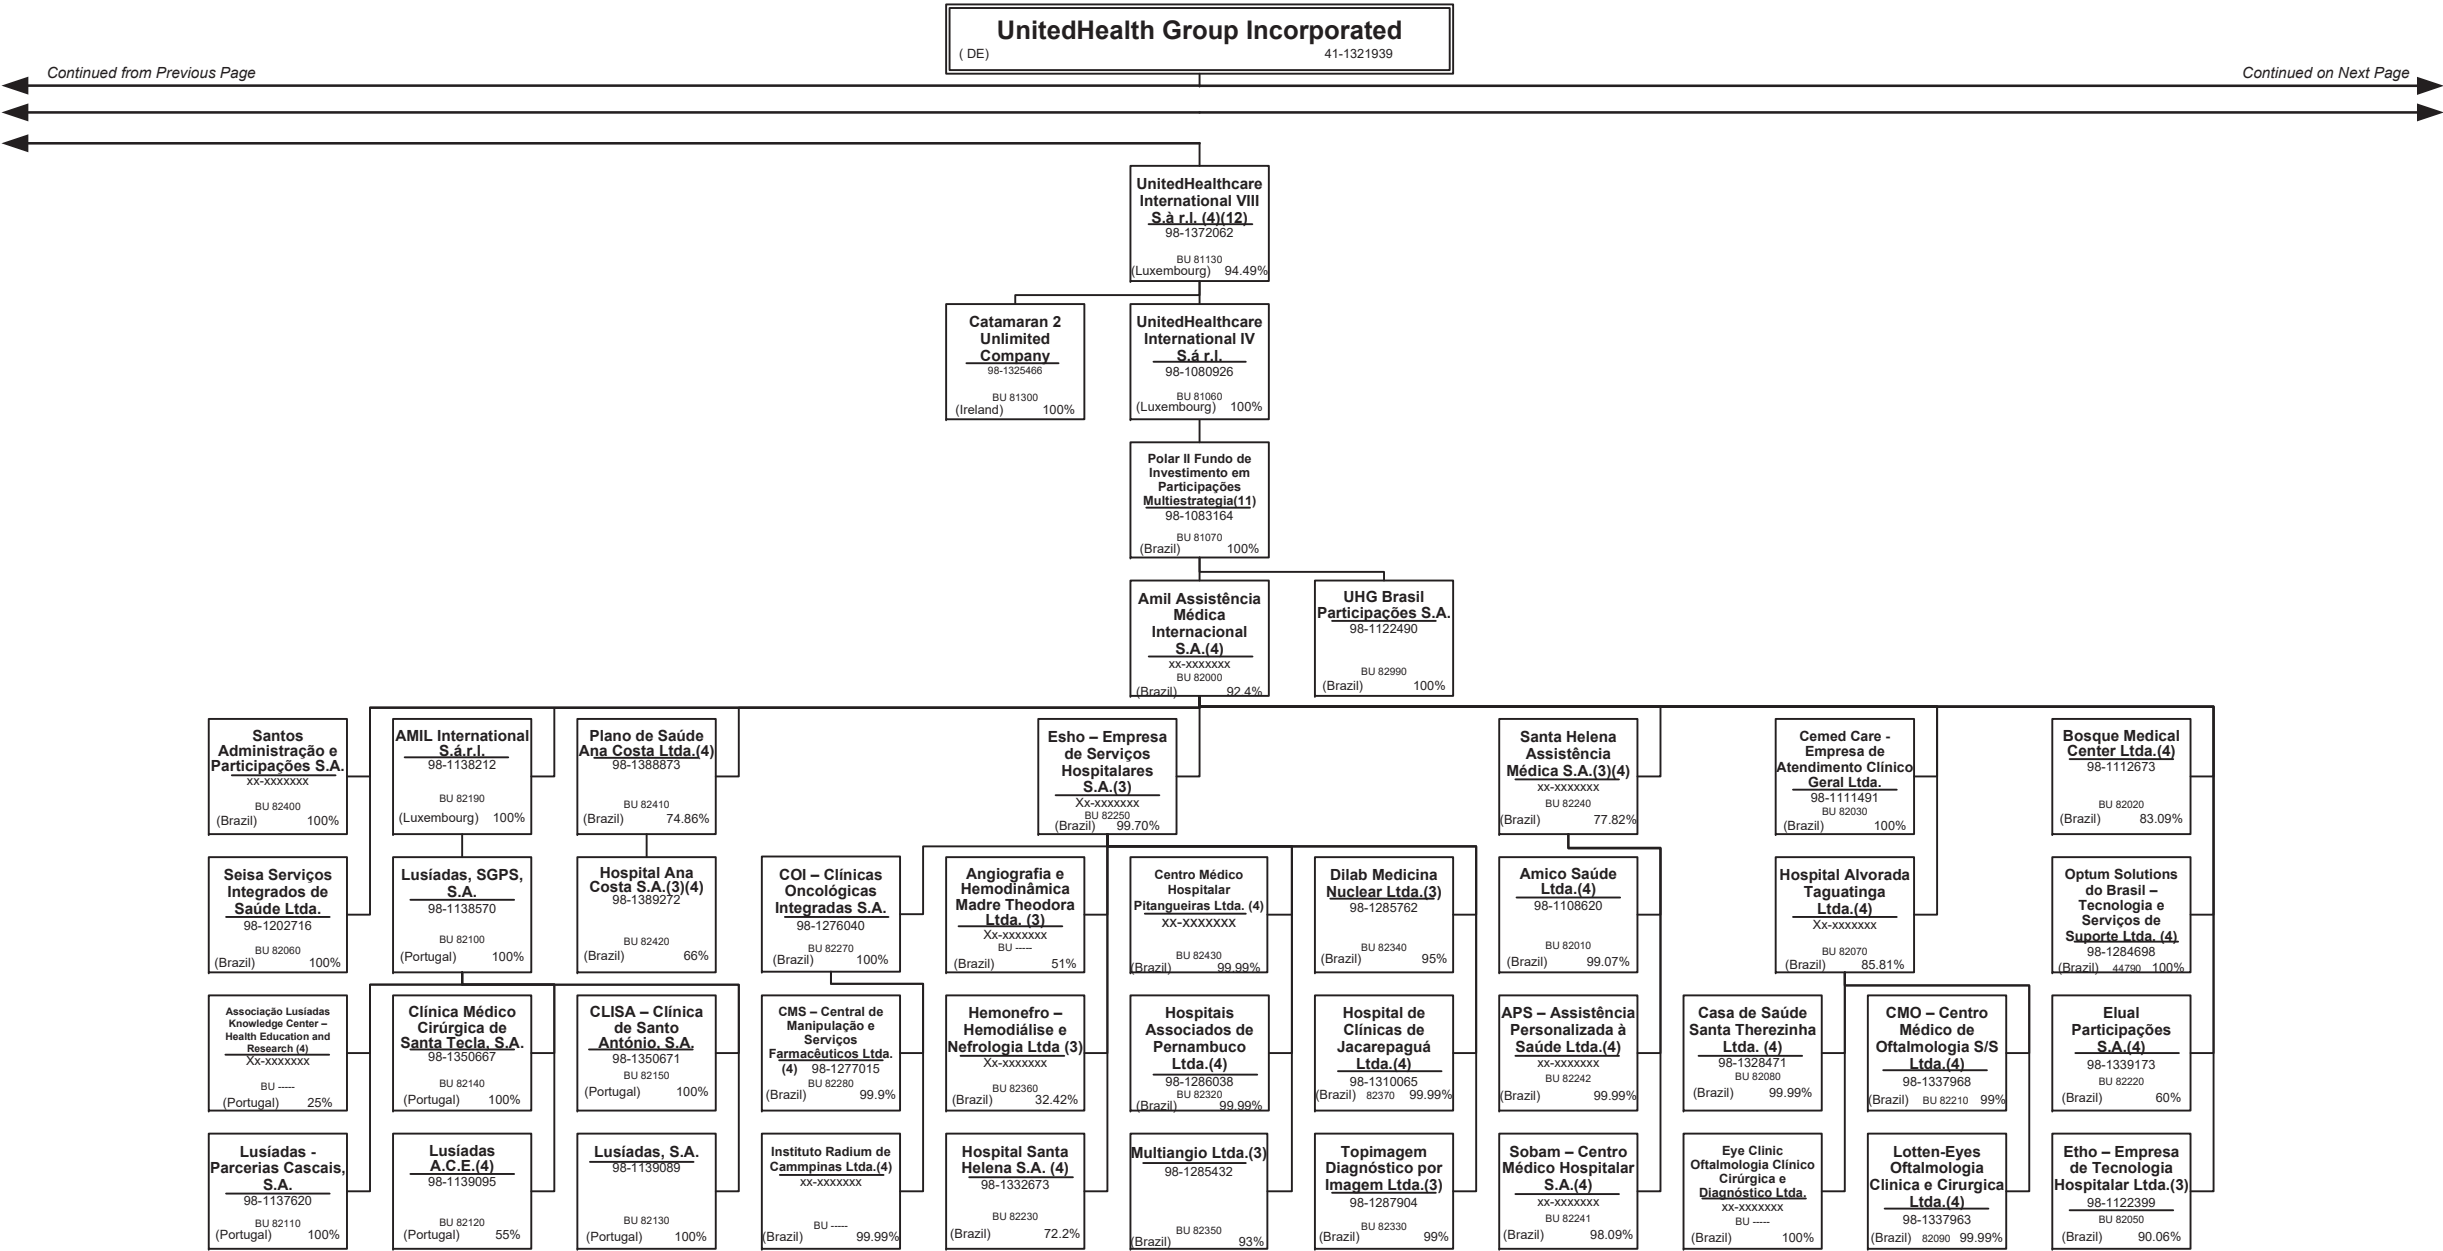 UnitedHealth Group Incorporated
( DE) 41-1321939
Continued from Previous Page
Continued on Next Page
UnitedHealthcare
International VIII
S.à r.l. (4)(12)
98-1372062
BU 81130
(Luxembourg) 94.49%
Catamaran 2
Unlimited
Company
98-1325466
BU 81300
(Ireland) 100%
UnitedHealthcare
International IV
S.á r.l.
98-1080926
BU 81060
(Luxembourg) 100%
Polar II Fundo de
Investimento em
Participações
Multiestrategia(11)
98-1083164
BU 81070
(Brazil) 100%
Amil Assistência
Médica
Internacional
S.A.(4)
xx-xxxxxxx
BU 82000
(Brazil) 92.4%
UHG Brasil
Participações S.A.
98-1122490
BU 82990
(Brazil) 100%
Santos
Administração e
Participações S.A.
xx-xxxxxxx
BU 82400
(Brazil) 100%
AMIL International
S.á.r.l.
98-1138212
BU 82190
(Luxembourg) 100%
Plano de Saúde
Ana Costa Ltda.(4)
98-1388873
BU 82410
(Brazil) 74.86%
Esho – Empresa
de Serviços
Hospitalares
S.A.(3)
Xx-xxxxxxx
BU 82250
(Brazil) 99.70%
Santa Helena
Assistência
Médica S.A.(3)(4)
xx-xxxxxxx
BU 82240
(Brazil) 77.82%
Cemed Care -
Empresa de
Atendimento Clínico
Geral Ltda.
98-1111491
BU 82030
(Brazil) 100%
Bosque Medical
Center Ltda.(4)
98-1112673
BU 82020
(Brazil) 83.09%
Seisa Serviços
Integrados de
Saúde Ltda.
98-1202716
BU 82060
(Brazil) 100%
Lusíadas, SGPS,
S.A.
98-1138570
BU 82100
(Portugal) 100%
Hospital Ana
Costa S.A.(3)(4)
98-1389272
BU 82420
(Brazil) 66%
COI – Clínicas
Oncológicas
Integradas S.A.
98-1276040
BU 82270
(Brazil) 100%
Angiografia e
Hemodinâmica
Madre Theodora
Ltda. (3)
Xx-xxxxxxx
BU -----
(Brazil) 51%
Centro Médico
Hospitalar
Pitangueiras Ltda. (4)
xx-xxxxxxx
BU 82430
(Brazil) 99.99%
Dilab Medicina
Nuclear Ltda.(3)
98-1285762
BU 82340
(Brazil) 95%
Amico Saúde
Ltda.(4)
98-1108620
BU 82010
(Brazil) 99.07%
Hospital Alvorada
Taguatinga
Ltda.(4)
Xx-xxxxxxx
BU 82070
(Brazil) 85.81%
Optum Solutions
do Brasil –
Tecnologia e
Serviços de
Suporte Ltda. (4)
98-1284698
(Brazil) 44790 100%
Associação Lusíadas
Knowledge Center –
Health Education and
Research (4)
Xx-xxxxxxx
BU -----
(Portugal) 25%
Clínica Médico
Cirúrgica de
Santa Tecla, S.A.
98-1350667
BU 82140
(Portugal) 100%
CLISA – Clínica
de Santo
António, S.A.
98-1350671
BU 82150
(Portugal) 100%
CMS – Central de
Manipulação e
Serviços
Farmacêuticos Ltda.
(4) 98-1277015
BU 82280
(Brazil) 99.9%
Hemonefro –
Hemodiálise e
Nefrologia Ltda (3)
Xx-xxxxxxx
BU 82360
(Brazil) 32.42%
Hospitais
Associados de
Pernambuco
Ltda.(4)
98-1286038
BU 82320
(Brazil) 99.99%
Hospital de
Clínicas de
Jacarepaguá
Ltda.(4)
98-1310065
(Brazil) 82370 99.99%
APS – Assistência
Personalizada à
Saúde Ltda.(4)
xx-xxxxxxx
BU 82242
(Brazil) 99.99%
Casa de Saúde
Santa Therezinha
Ltda. (4)
98-1328471
BU 82080
(Brazil) 99.99%
CMO – Centro
Médico de
Oftalmologia S/S
Ltda.(4)
98-1337968
(Brazil) BU 82210 99%
Elual
Participações
S.A.(4)
98-1339173
BU 82220
(Brazil) 60%
Lusíadas -
Parcerias Cascais,
S.A.
98-1137620
BU 82110
(Portugal) 100%
Lusíadas
A.C.E.(4)
98-1139095
BU 82120
(Portugal) 55%
Lusíadas, S.A.
98-1139089
BU 82130
(Portugal) 100%
Instituto Radium de
Cammpinas Ltda.(4)
xx-xxxxxxx
BU -----
(Brazil) 99.99%
Hospital Santa
Helena S.A. (4)
98-1332673
BU 82230
(Brazil) 72.2%
Multiangio Ltda.(3)
98-1285432
BU 82350
(Brazil) 93%
Topimagem
Diagnóstico por
Imagem Ltda.(3)
98-1287904
BU 82330
(Brazil) 99%
Sobam – Centro
Médico Hospitalar
S.A.(4)
xx-xxxxxxx
BU 82241
(Brazil) 98.09%
Eye Clinic
Oftalmologia Clínico
Cirúrgica e
Diagnóstico Ltda.
xx-xxxxxxx
BU -----
(Brazil) 100%
Lotten-Eyes
Oftalmologia
Clinica e Cirurgica
Ltda.(4)
98-1337963
(Brazil) 82090 99.99%
Etho – Empresa
de Tecnologia
Hospitalar Ltda.(3)
98-1122399
BU 82050
(Brazil) 90.06%